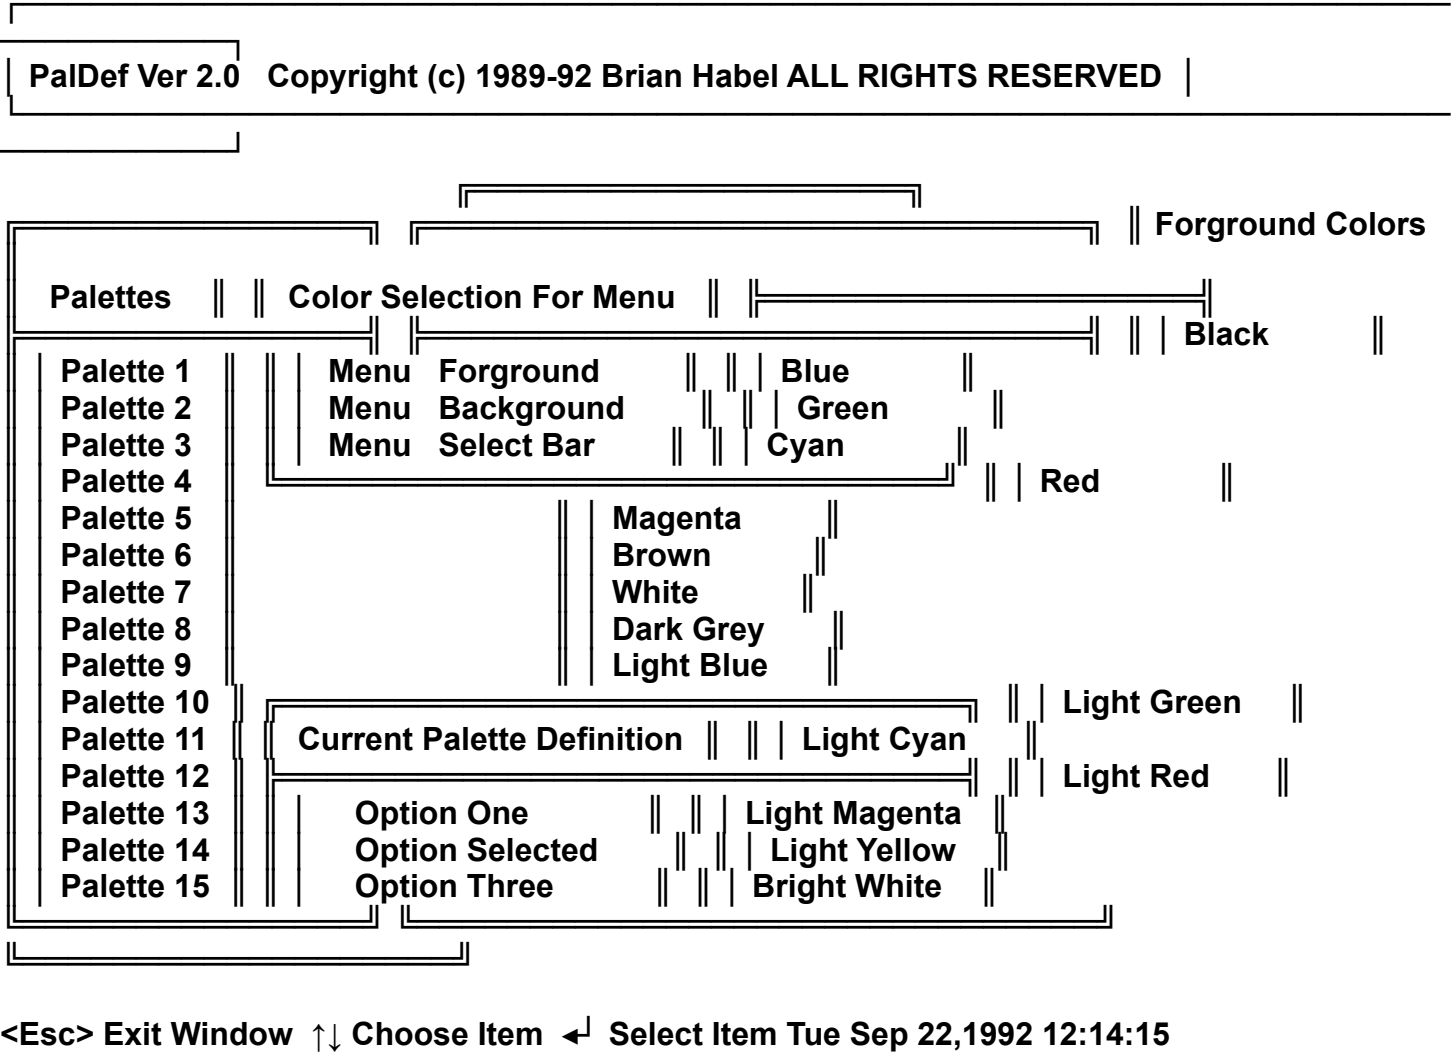 PalDef Ver 2.0 Copyright (c) 1989-92 Brian Habel ALL RIGHTS RESERVED
Forground Colors
Palettes Color Selection For Menu
Black
Palette 1 Menu Forground Blue
Palette 2 Menu Background Green
Palette 3 Menu Select Bar Cyan
Palette 4 Red
Palette 5 Magenta
Palette 6 Brown
Palette 7 White
Palette 8 Dark Grey
Palette 9 Light Blue
Palette 10 Light Green
Palette 11 Current Palette Definition Light Cyan
Palette 12 Light Red
Palette 13 Option One Light Magenta
Palette 14 Option Selected Light Yellow
Palette 15 Option Three Bright White
<Esc> Exit Window ↑↓ Choose Item ◄┘ Select Item Tue Sep 22,1992 12:14:15